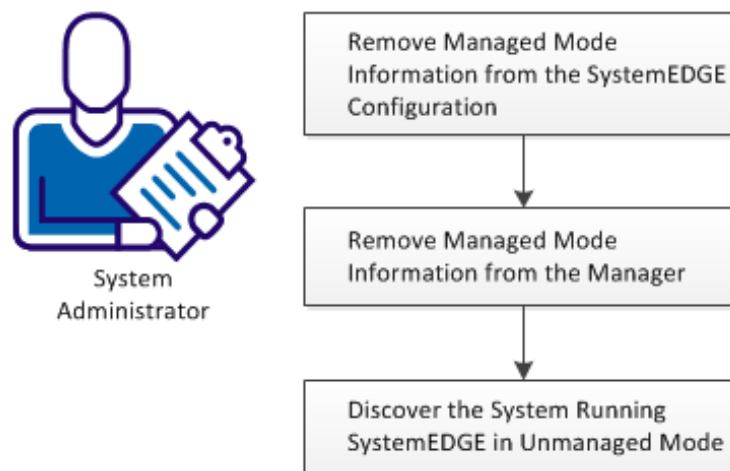 Remove Managed Mode
Information from the SystemEDGE
Configuration
Remove Managed Mode
Information from the Manager
System
Administrator
Discover the System Running
SystemEDGE in Unmanaged Mode